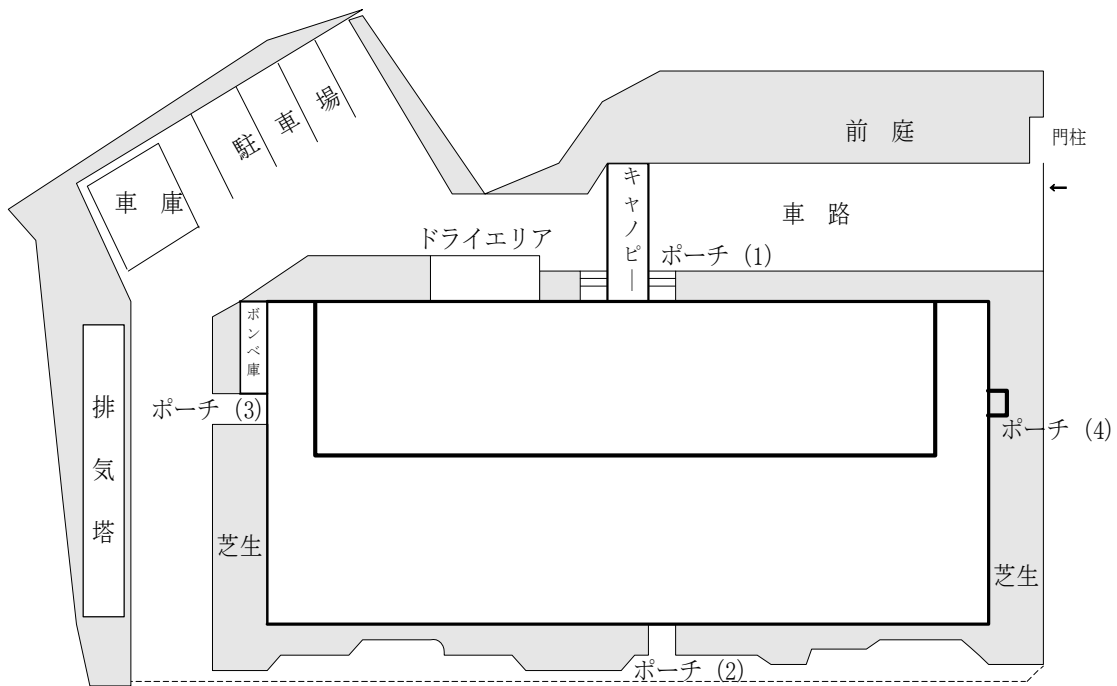 駐車場
前庭
門柱
車庫
キャノピー
←
車路
ドライエリア
ポーチ (1)
ボンベ庫
排気塔
ポーチ (3)
ポーチ (4)
芝生
芝生
ポーチ (2)